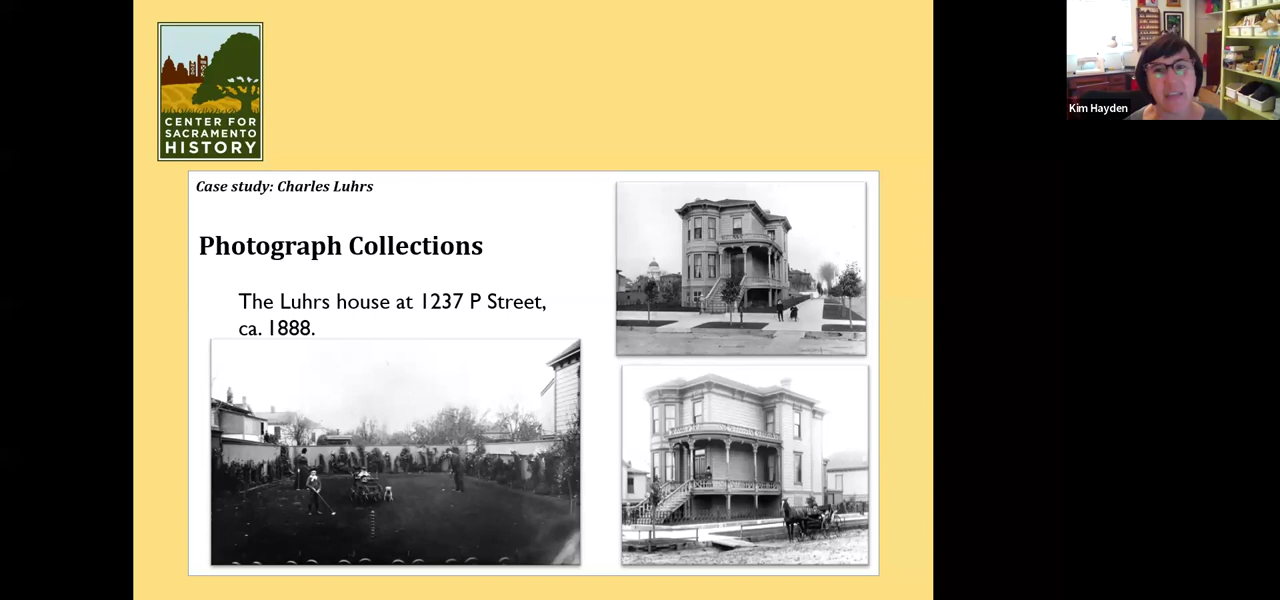 CENTER FOR
SACRAMENTO
HISTORY
Kim Hayden
Case study: Charles Luhrs
Photograph Collections
The Luhrs house at 1237 P Street,
ca. 1888.